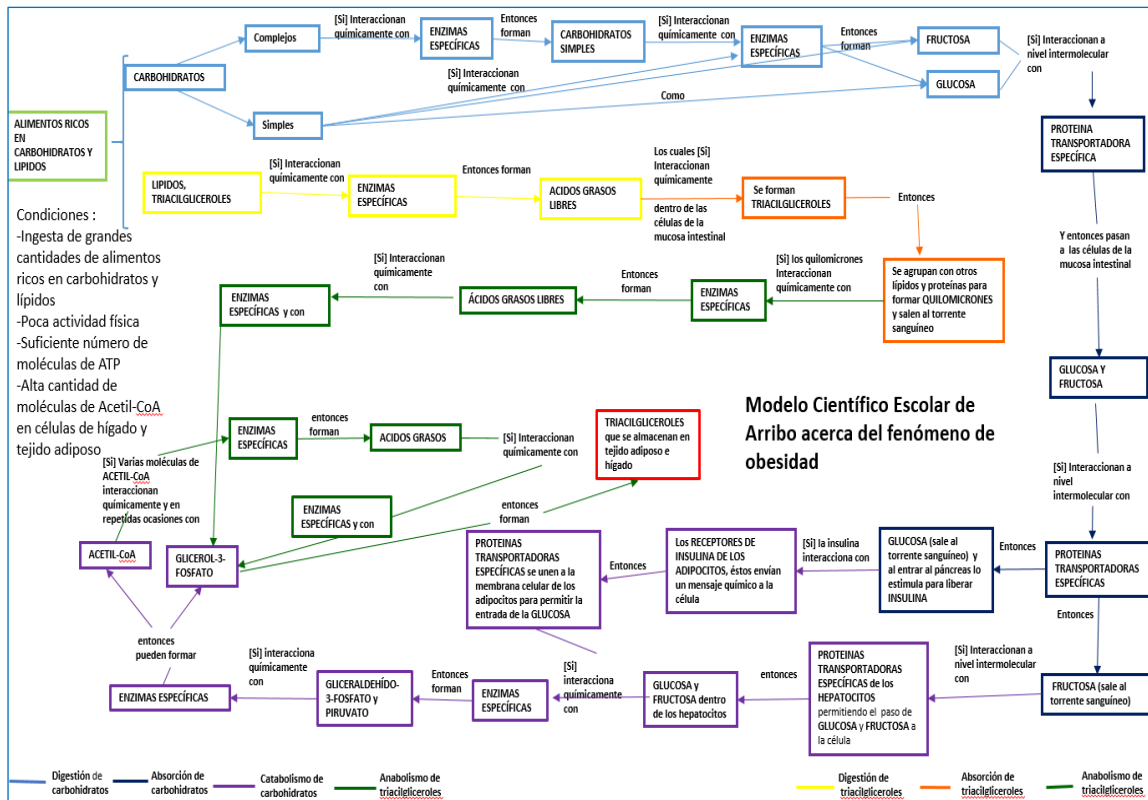 Complejos
[Si] Interaccionan
químicamente con
ENZIMAS
ESPECÍFICAS
Entonces
forman
CARBOHIDRATOS
SIMPLES
[Si] Interaccionan
químicamente con
ENZIMAS
ESPECÍFICAS
Entonces
forman
FRUCTOSA
[Si] Interaccionan a
nivel intermolecular
con
CARBOHIDRATOS
[Si] Interaccionan
químicamente con
GLUCOSA
Como
Simples
ALIMENTOS RICOS
EN
CARBOHIDRATOS Y
LIPIDOS
PROTEINA
TRANSPORTADORA
ESPECÍFICA
LIPIDOS,
TRIACILGLICEROLES
[Si] Interaccionan
químicamente con
ENZIMAS
ESPECÍFICAS
Entonces forman
ACIDOS GRASOS
LIBRES
Los cuales [Si]
Interaccionan
químicamente
dentro de las
células de la
mucosa intestinal
Se forman
TRIACILGLICEROLES
Entonces
Condiciones :
-Ingesta de grandes
cantidades de alimentos
ricos en carbohidratos y
lípidos
-Poca actividad física
-Suficiente número de
moléculas de ATP
-Alta cantidad de
moléculas de Acetil-CoA
en células de hígado y
tejido adiposo
Y entonces pasan
a las células de la
mucosa intestinal
Se agrupan con otros
lípidos y proteínas para
formar QUILOMICRONES
y salen al torrente
sanguíneo
[Si] los quilomicrones
Interaccionan
químicamente con
ENZIMAS
ESPECÍFICAS
Entonces
forman
ÁCIDOS GRASOS LIBRES
[Si] Interaccionan
químicamente
con
ENZIMAS
ESPECÍFICAS y con
GLUCOSA Y
FRUCTOSA
Modelo Científico Escolar de
Arribo acerca del fenómeno de
obesidad
[Si] Varias moléculas de
ACETIL-CoA
interaccionan
químicamente y en
repetidas ocasiones con
ENZIMAS
ESPECÍFICAS
entonces
forman
ACIDOS GRASOS
[Si] Interaccionan
químicamente con
TRIACILGLICEROLES
que se almacenan en
tejido adiposo e
hígado
ENZIMAS
ESPECÍFICAS y con
entonces
forman
[Si] Interaccionan a
nivel
intermolecular con
ACETIL-CoA
GLICEROL-3-
FOSFATO
PROTEINAS
TRANSPORTADORAS
ESPECÍFICAS se unen a la
membrana celular de los
adipocitos para permitir la
entrada de la GLUCOSA
Entonces
Los RECEPTORES DE
INSULINA DE LOS
ADIPOCITOS, éstos envían
un mensaje químico a la
célula
[Si] la insulina
interacciona con
GLUCOSA (sale al
torrente sanguíneo) y
al entrar al páncreas lo
estimula para liberar
INSULINA
Entonces
PROTEINAS
TRANSPORTADORAS
ESPECÍFICAS
Entonces
entonces
pueden formar
ENZIMAS ESPECÍFICAS
[Si] interacciona
químicamente
con
GLICERALDEHÍDO-
3-FOSFATO y
PIRUVATO
Entonces
forman
ENZIMAS
ESPECÍFICAS
[Si]
interacciona
químicamente
con
GLUCOSA y
FRUCTOSA dentro
de los hepatocitos
entonces
PROTEINAS
TRANSPORTADORAS
ESPECÍFICAS de los
HEPATOCITOS
permitiendo el paso de
GLUCOSA y FRUCTOSA a
la célula
[Si] Interaccionan a
nivel intermolecular
con
FRUCTOSA (sale al
torrente sanguíneo)
Digestión de
carbohidratos
Absorción de
carbohidratos
Catabolismo de
carbohidratos
Anabolismo de
triacilgliceroles
Digestión de
triacilgliceroles
Absorción de
triacilgliceroles
Anabolismo de
triacilgliceroles